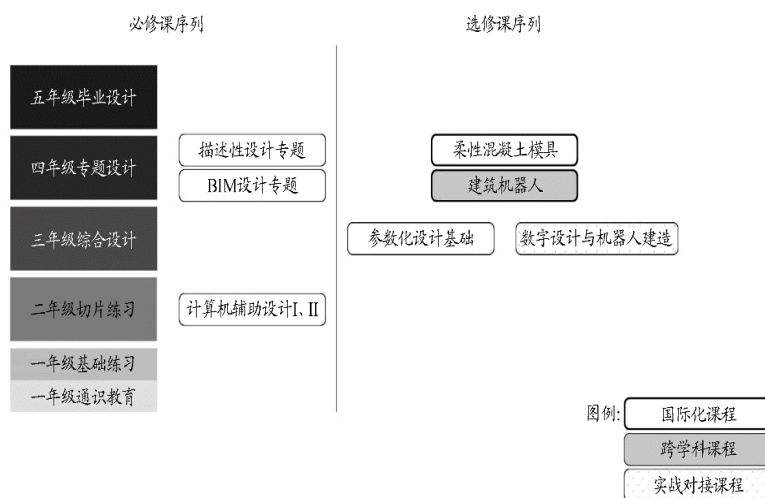 必修课序列
选修课序列
五年级毕业设计
四年级专题设计
描述性设计专题
BIM设计专题
柔性混凝土模具
建筑机器人
三年级综合设计
参数化设计基础
数字设计与机器人建造
二年级切片练习
计算机辅助设计I、II
一年级基础练习
一年级通识教育
图例:
国际化课程
跨学科课程
实战对接课程